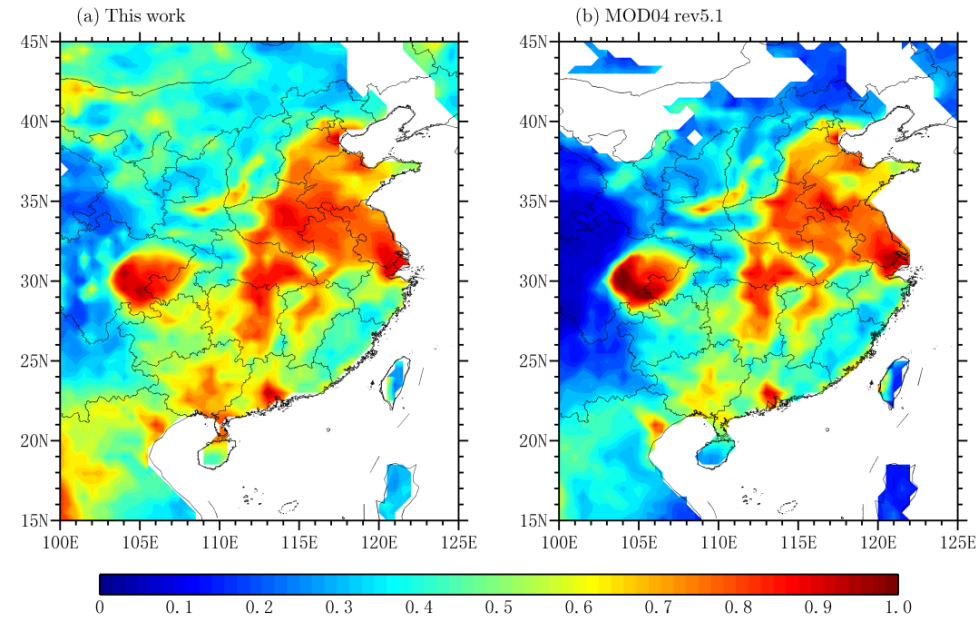 (a) This work
(b) MOD04 rev5.1
45N
40N
35N
30N
25N
20N
15N
100E 105E 110E 115E 120E 125E
45N
40N
35N
30N
25N
20N
15N
100E 105E 110E 115E 120E 125E
0 0.1 0.2 0.3 0.4 0.5 0.6 0.7 0.8 0.9 1.0